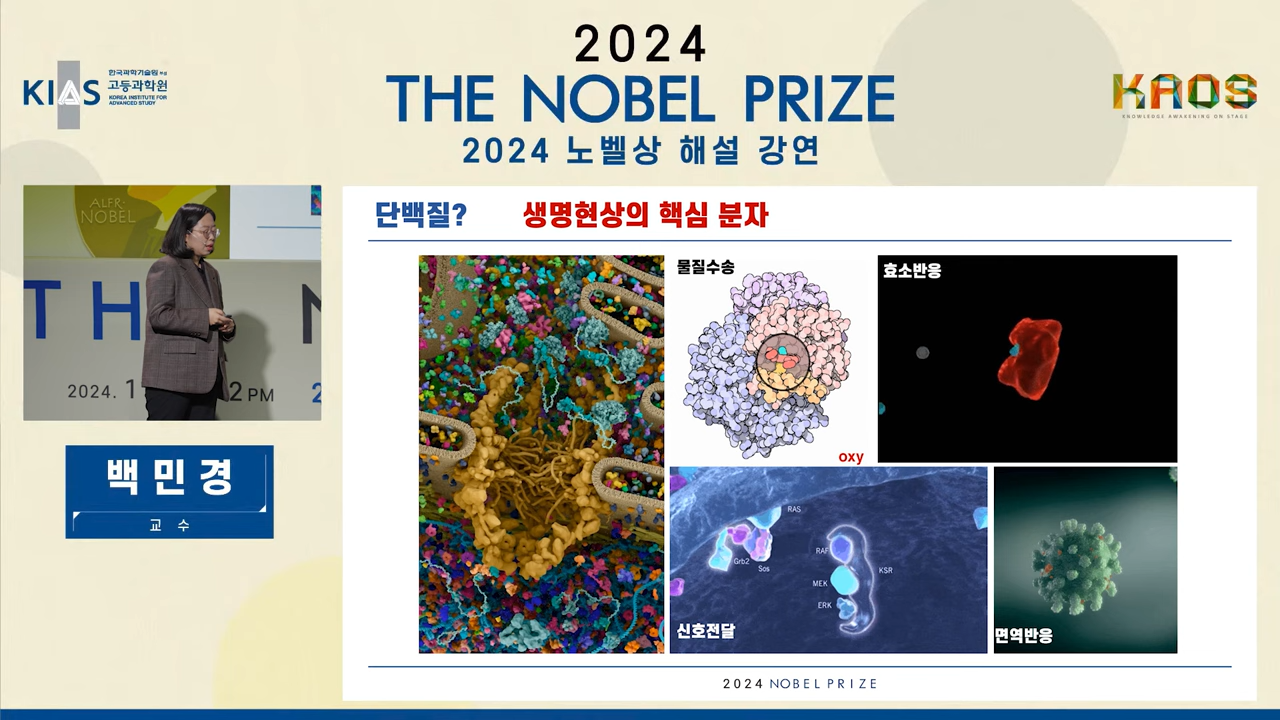 2024
THE NOBEL PRIZE
2024 노벨상 해설 강연
KIAS
한국과학기술원 부설
고등과학원
KOREA INSTITUTE FOR
ADVANCED STUDY
KAOS
KNOWLEDGE AWAKENING ON STAGE
ALFR·
NOBEL
T H
N
2024. 1
2 PM
2
백 민 경
교 수
단백질? 생명현상의 핵심 분자
물질수송
oxy
효소반응
RAS
Grb2
Sos
RAF
MEK
ERK
KSR
신호전달
면역반응
2024 NOBEL PRIZE